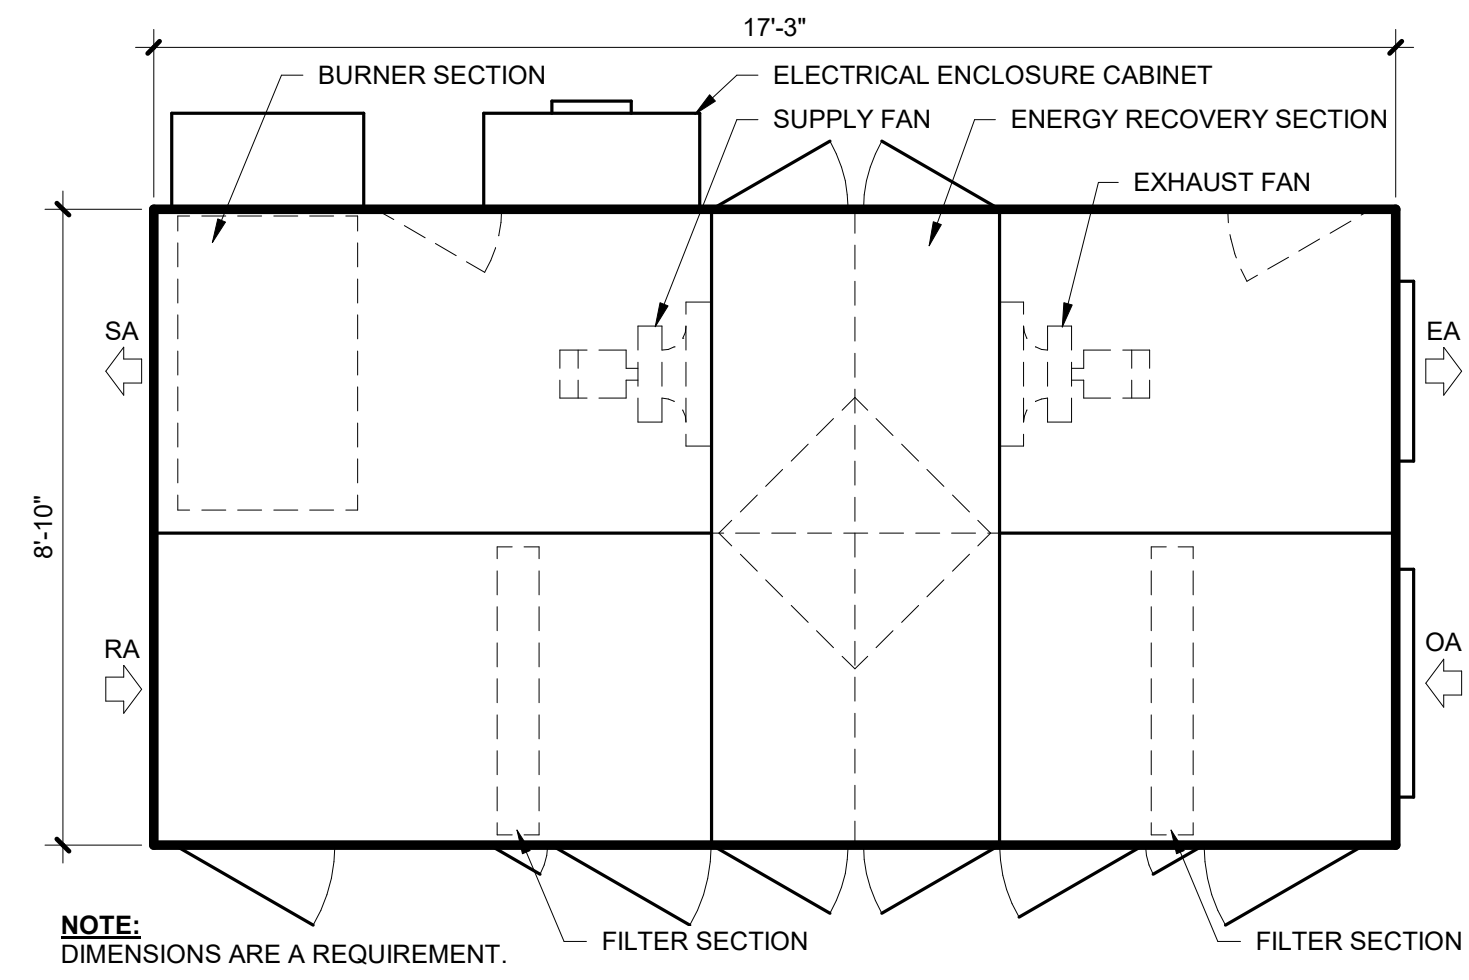 17'-3"
BURNER SECTION
ELECTRICAL ENCLOSURE CABINET
SUPPLY FAN
ENERGY RECOVERY SECTION
EXHAUST FAN
SA
EA
8'-10"
RA
OA
NOTE:
DIMENSIONS ARE A REQUIREMENT.
FILTER SECTION
FILTER SECTION